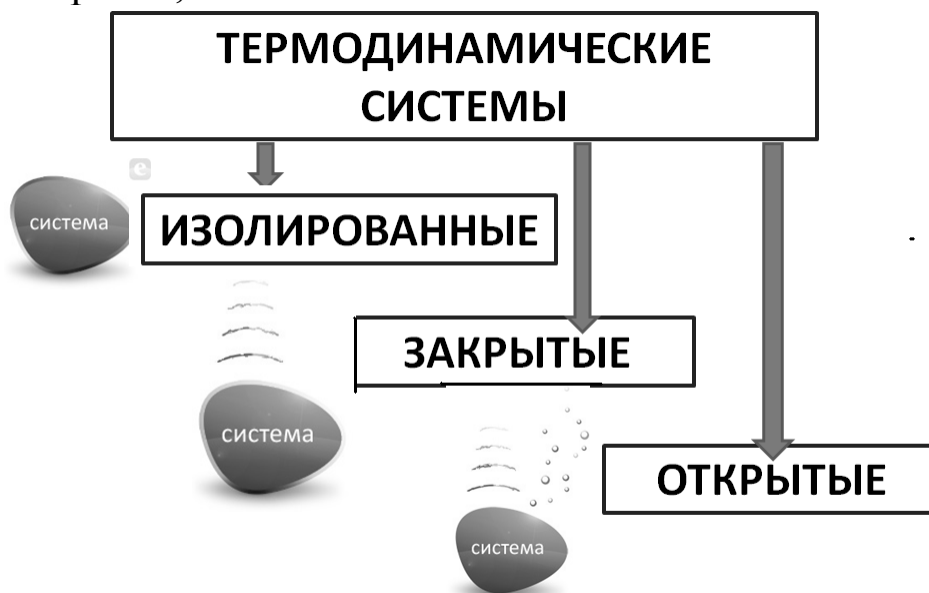 ТЕРМОДИНАМИЧЕСКИЕ
СИСТЕМЫ
система
ИЗОЛИРОВАННЫЕ
ЗАКРЫТЫЕ
система
ОТКРЫТЫЕ
система